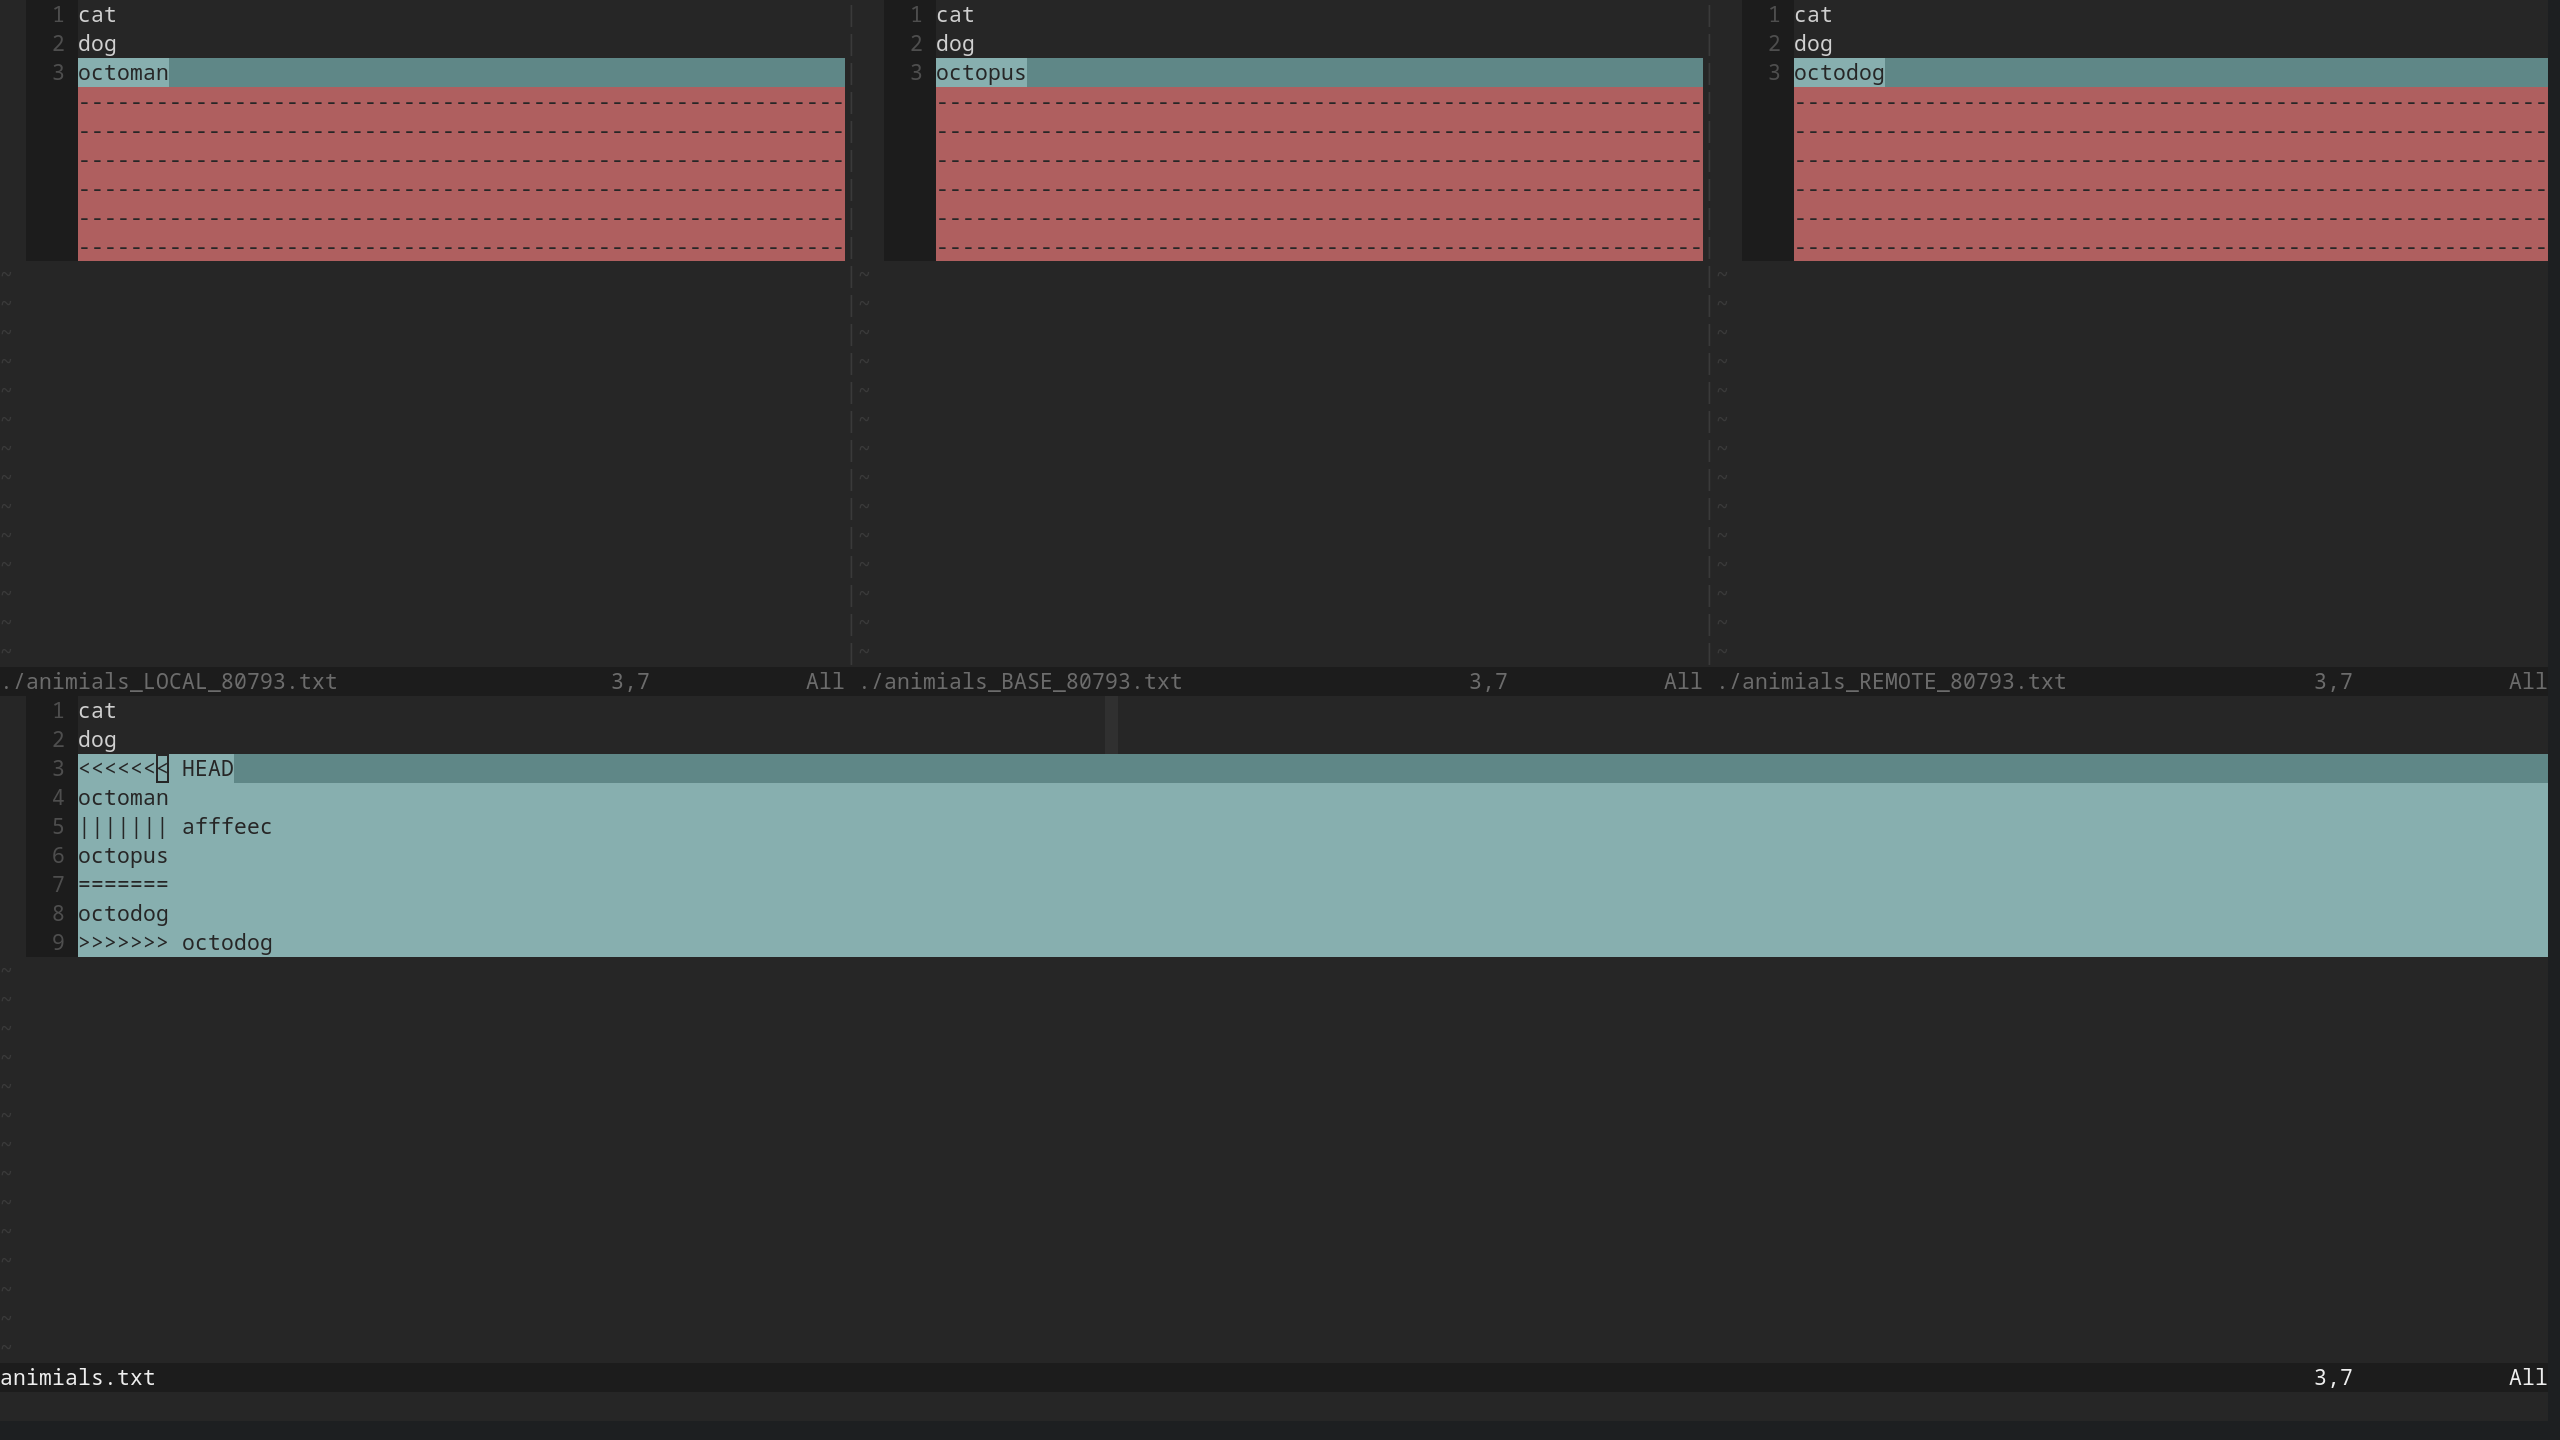 1 cat
2 dog
3 octoman
------------------------------------------------------------
------------------------------------------------------------
------------------------------------------------------------
------------------------------------------------------------
------------------------------------------------------------
------------------------------------------------------------
./animials_LOCAL_80793.txt 3,7 All
1 cat
2 dog
3 octopus
------------------------------------------------------------
------------------------------------------------------------
------------------------------------------------------------
------------------------------------------------------------
------------------------------------------------------------
------------------------------------------------------------
./animials_BASE_80793.txt 3,7 All
1 cat
2 dog
3 octodog
------------------------------------------------------------
------------------------------------------------------------
------------------------------------------------------------
------------------------------------------------------------
------------------------------------------------------------
------------------------------------------------------------
./animials_REMOTE_80793.txt 3,7 All
1 cat
2 dog
3 <<<<<<< HEAD
4 octoman
5 ||||||| afffeec
6 octopus
7 =======
8 octodog
9 >>>>>>> octodog
animials.txt 3,7 All